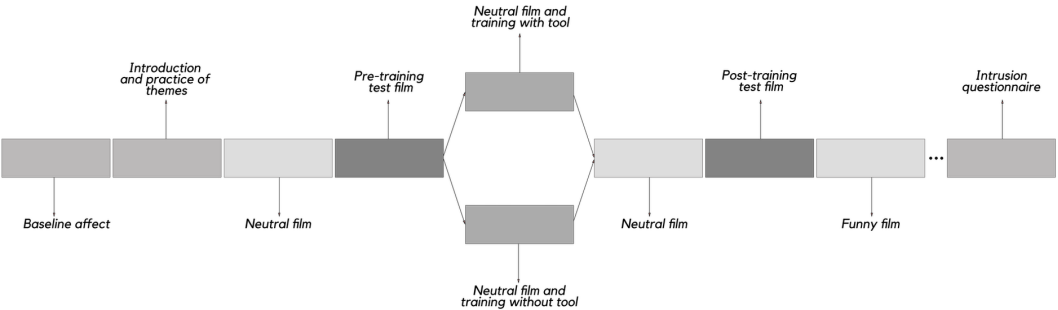 Neutral film and
training with tool
Introduction
and practice of
themes
Pre-training
test film
Post-training
test film
Intrusion
questionnaire
...
Baseline affect
Neutral film
Neutral film
Funny film
Neutral film and
training without tool